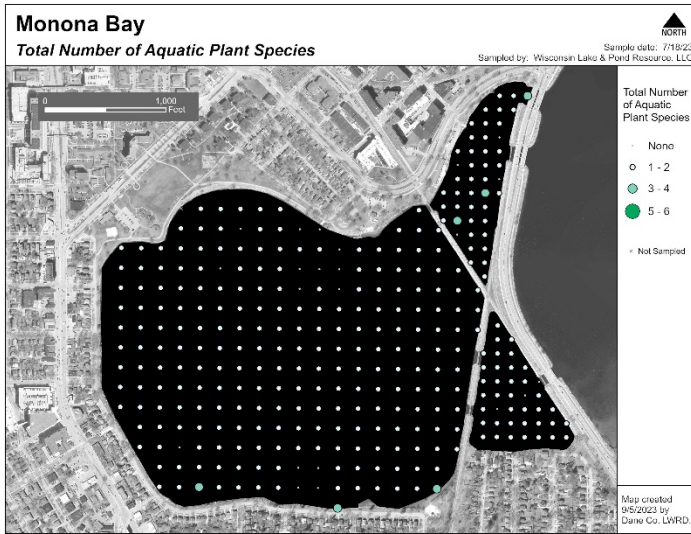 Monona Bay
Total Number of Aquatic Plant Species
NORTH
Sample date: 7/18/23
Sampled by: Wisconsin Lake & Pond Resource, LLC
0 1,000
Feet
Total Number
of Aquatic
Plant Species
None
1 - 2
3 - 4
5 - 6
Not Sampled
Map created
9/5/2023 by
Dane Co. LWRD.